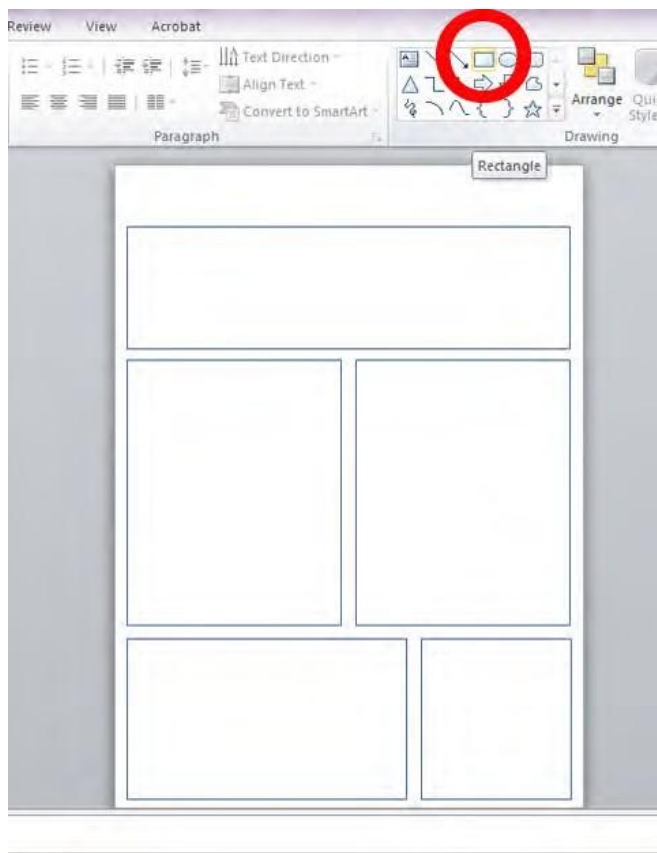 Review View Acrobat
Text Direction
Align Text
Convert to SmartArt
Arrange
Paragraph
Drawing
Rectangle